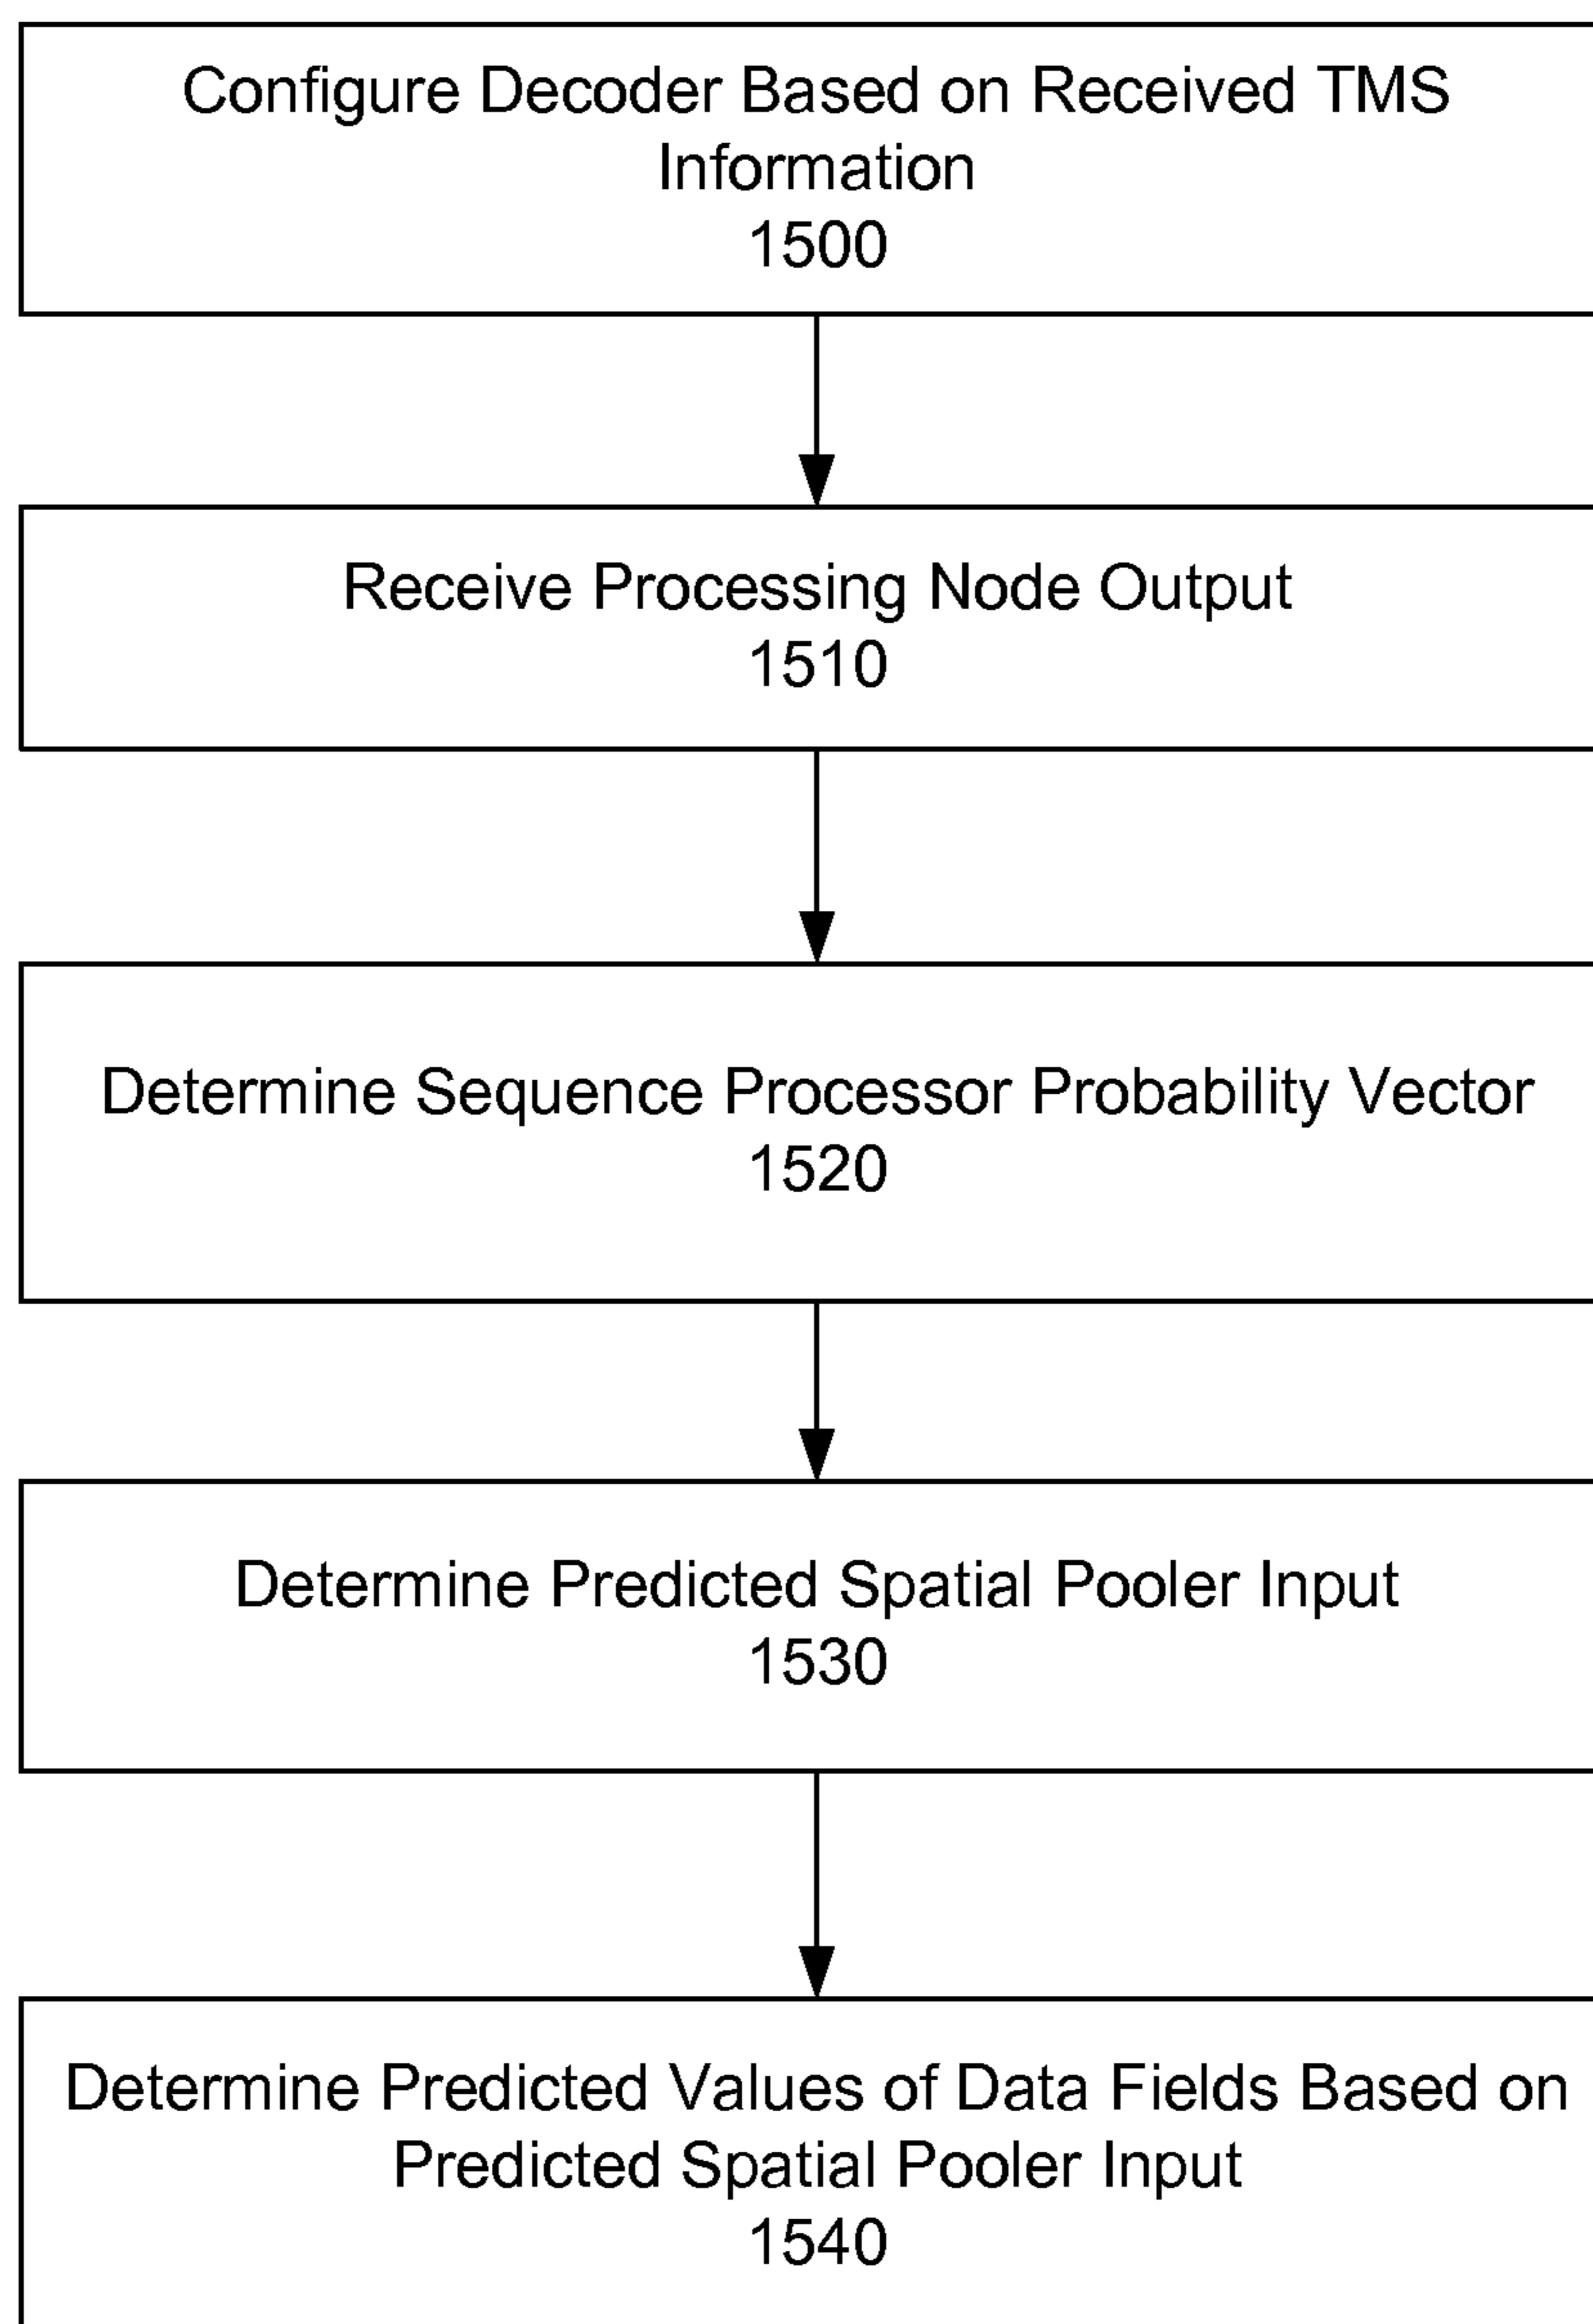 Configure Decoder Based on Received TMS
Information
1500
Receive Processing Node Output
1510
Determine Sequence Processor Probability Vector
1520
Determine Predicted Spatial Pooler Input
1530
Determine Predicted Values of Data Fields Based on
Predicted Spatial Pooler Input
1540